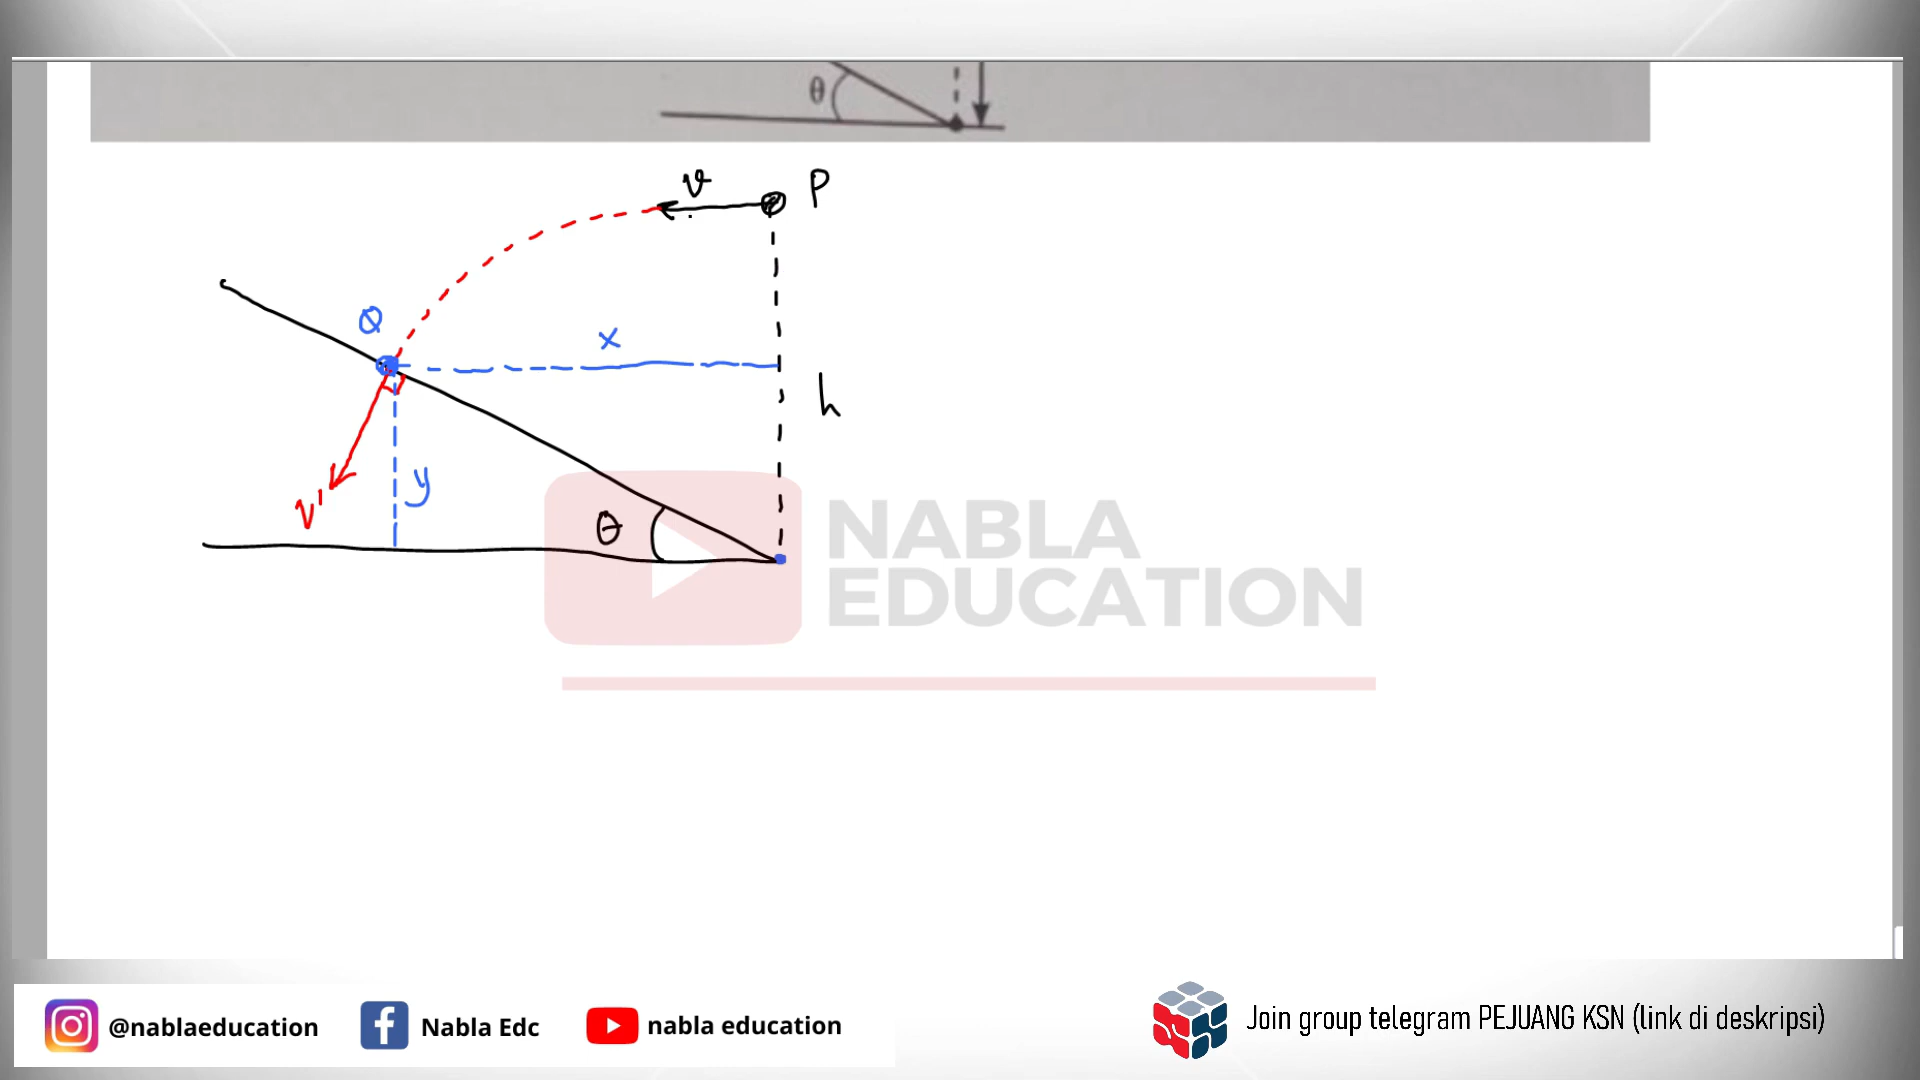 θ
v
P
Q
x
h
y
v'
θ
NABLA
EDUCATION
@nablaeducation
Nabla Edc
nabla education
Join group telegram PEJUANG KSN (link di deskripsi)